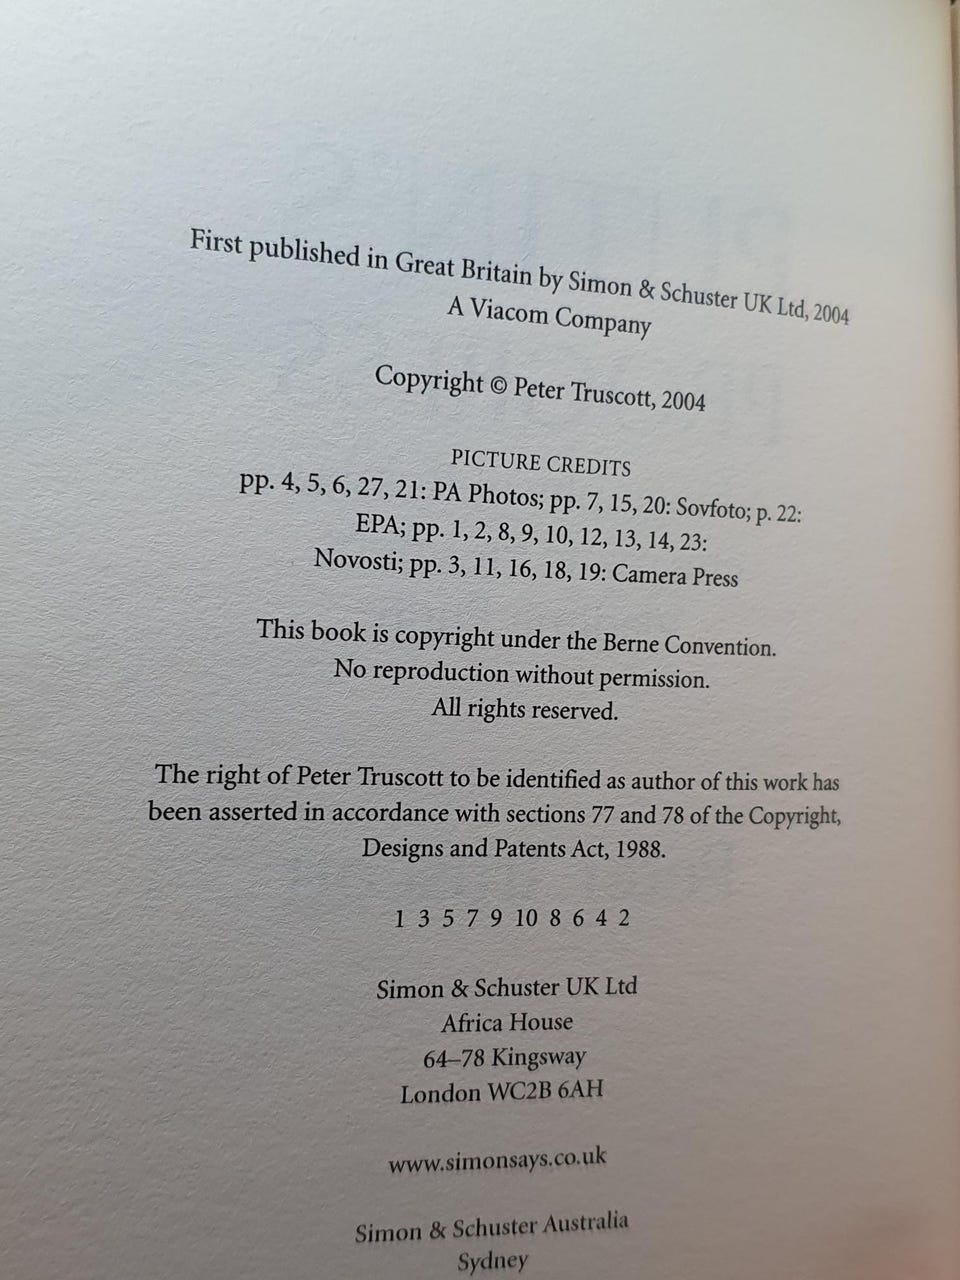 First published in Great Britain by Simon & Schuster UK Ltd, 2004
A Viacom Company
Copyright © Peter Truscott, 2004
PICTURE CREDITS
pp. 4, 5, 6, 27, 21: PA Photos; pp. 7, 15, 20: Sovfoto; p. 22:
EPA; pp. 1, 2, 8, 9, 10, 12, 13, 14, 23:
Novosti; pp. 3, 11, 16, 18, 19: Camera Press
This book is copyright under the Berne Convention.
No reproduction without permission.
All rights reserved.
The right of Peter Truscott to be identified as author of this work has
been asserted in accordance with sections 77 and 78 of the Copyright,
Designs and Patents Act, 1988.
1 3 5 7 9 10 8 6 4 2
Simon & Schuster UK Ltd
Africa House
64–78 Kingsway
London WC2B 6AH
www.simonsays.co.uk
Simon & Schuster Australia
Sydney